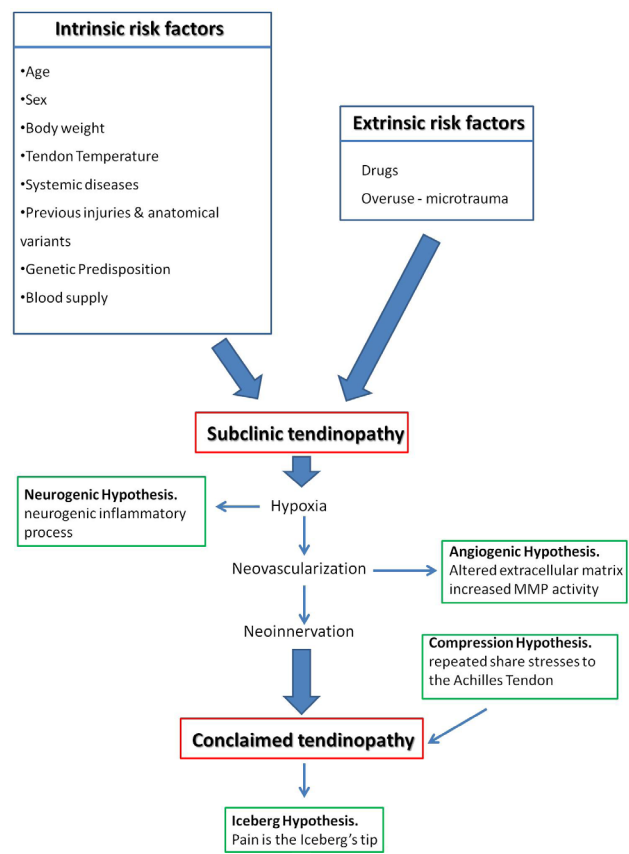 Intrinsic risk factors
•Age
•Sex
•Body weight
•Tendon Temperature
•Systemic diseases
•Previous injuries & anatomical
variants
•Genetic Predisposition
•Blood supply
Extrinsic risk factors
Drugs
Overuse - microtrauma
Subclinic tendinopathy
Hypoxia
Neurogenic Hypothesis.
neurogenic inflammatory
process
Neovascularization
Angiogenic Hypothesis.
Altered extracellular matrix
increased MMP activity
Neoinnervation
Compression Hypothesis.
repeated share stresses to
the Achilles Tendon
Conclaimed tendinopathy
Iceberg Hypothesis.
Pain is the Iceberg's tip